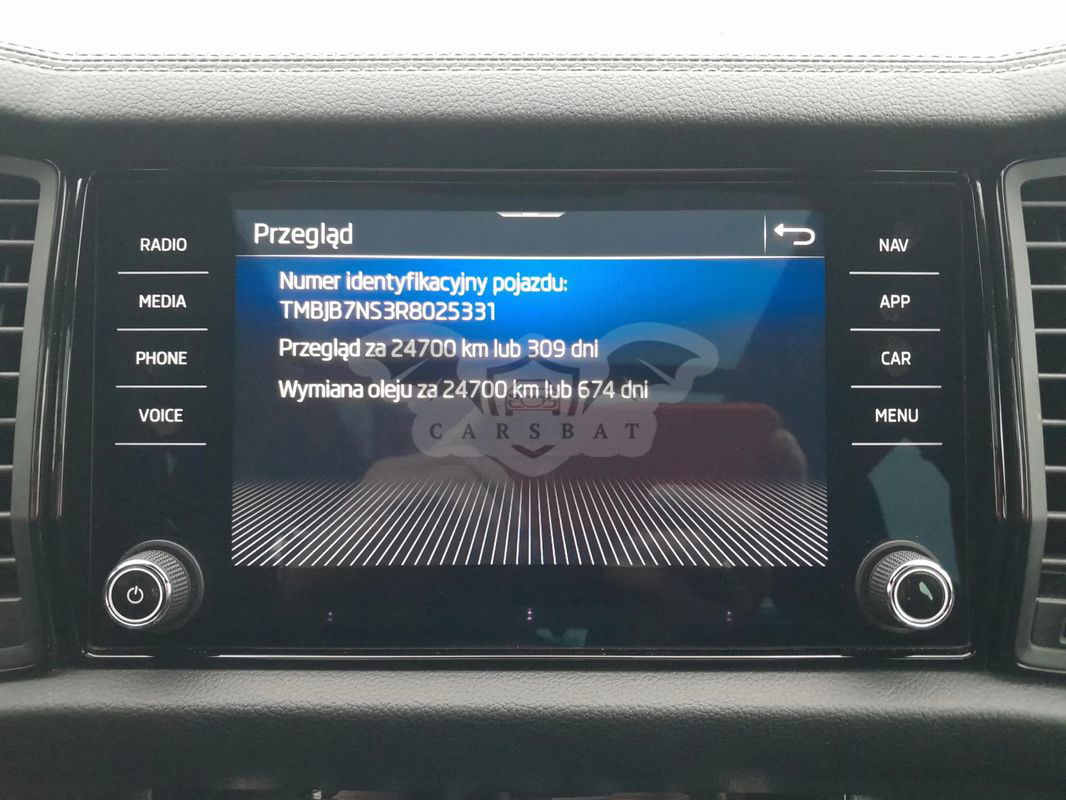 Przegląd
Numer identyfikacyjny pojazdu:
TMBJB7NS3R8025331
Przegląd za 24700 km lub 309 dni
Wymiana oleju za 24700 km lub 674 dni
CARSBAT
RADIO
MEDIA
PHONE
VOICE
NAV
APP
CAR
MENU